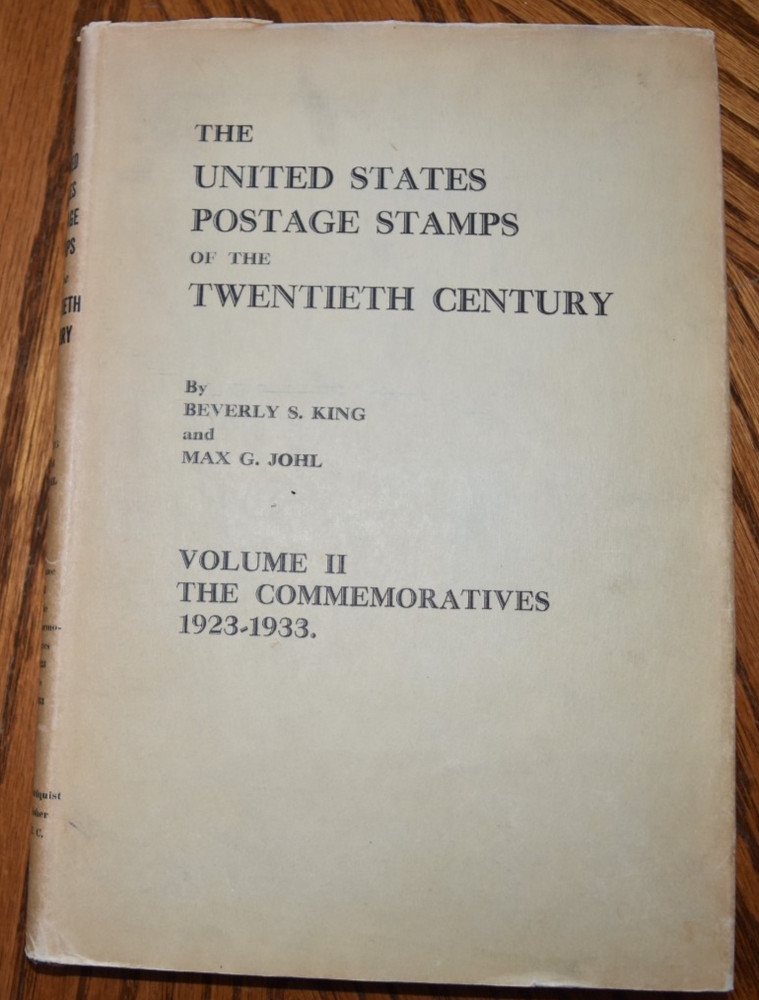 THE
UNITED STATES
POSTAGE STAMPS
OF THE
TWENTIETH CENTURY
By
BEVERLY S. KING
and
MAX G. JOHL
VOLUME II
THE COMMEMORATIVES
1923-1933.